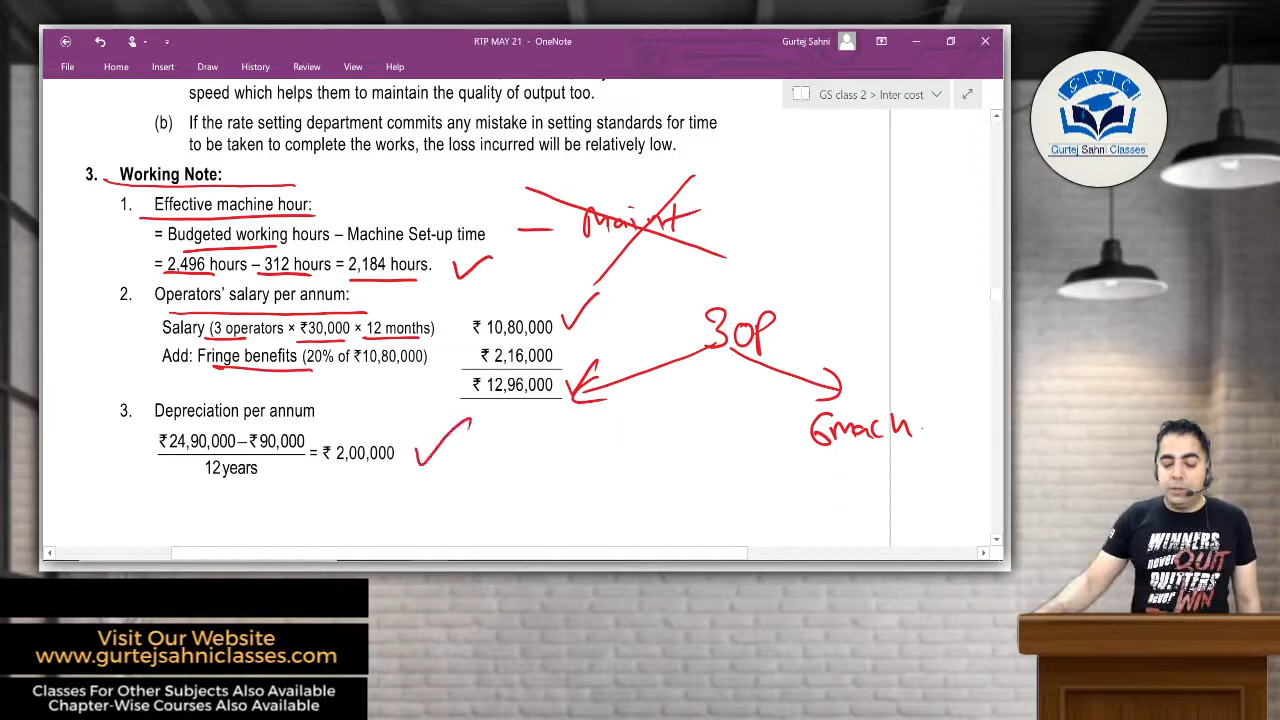 RTP MAY 21 - OneNote
Gurtej Sahni
File Home Insert Draw History Review View Help
GS class 2 > Inter cost
speed which helps them to maintain the quality of output too.
(b) If the rate setting department commits any mistake in setting standards for time
to be taken to complete the works, the loss incurred will be relatively low.
3. Working Note:
1. Effective machine hour:
= Budgeted working hours – Machine Set-up time
— Maint
= 2,496 hours – 312 hours = 2,184 hours.
2. Operators' salary per annum:
Salary (3 operators × ₹30,000 × 12 months) ₹ 10,80,000
3 OP
Add: Fringe benefits (20% of ₹10,80,000) ₹ 2,16,000
₹ 12,96,000
6 mach
3. Depreciation per annum
₹24,90,000 – ₹90,000
= ₹ 2,00,000
12 years
GSC
Gurtej Sahni Classes
WINNERS
never QUIT
QUITTERS
never WIN
Visit Our Website
www.gurtejsahniclasses.com
Classes For Other Subjects Also Available
Chapter-Wise Courses Also Available